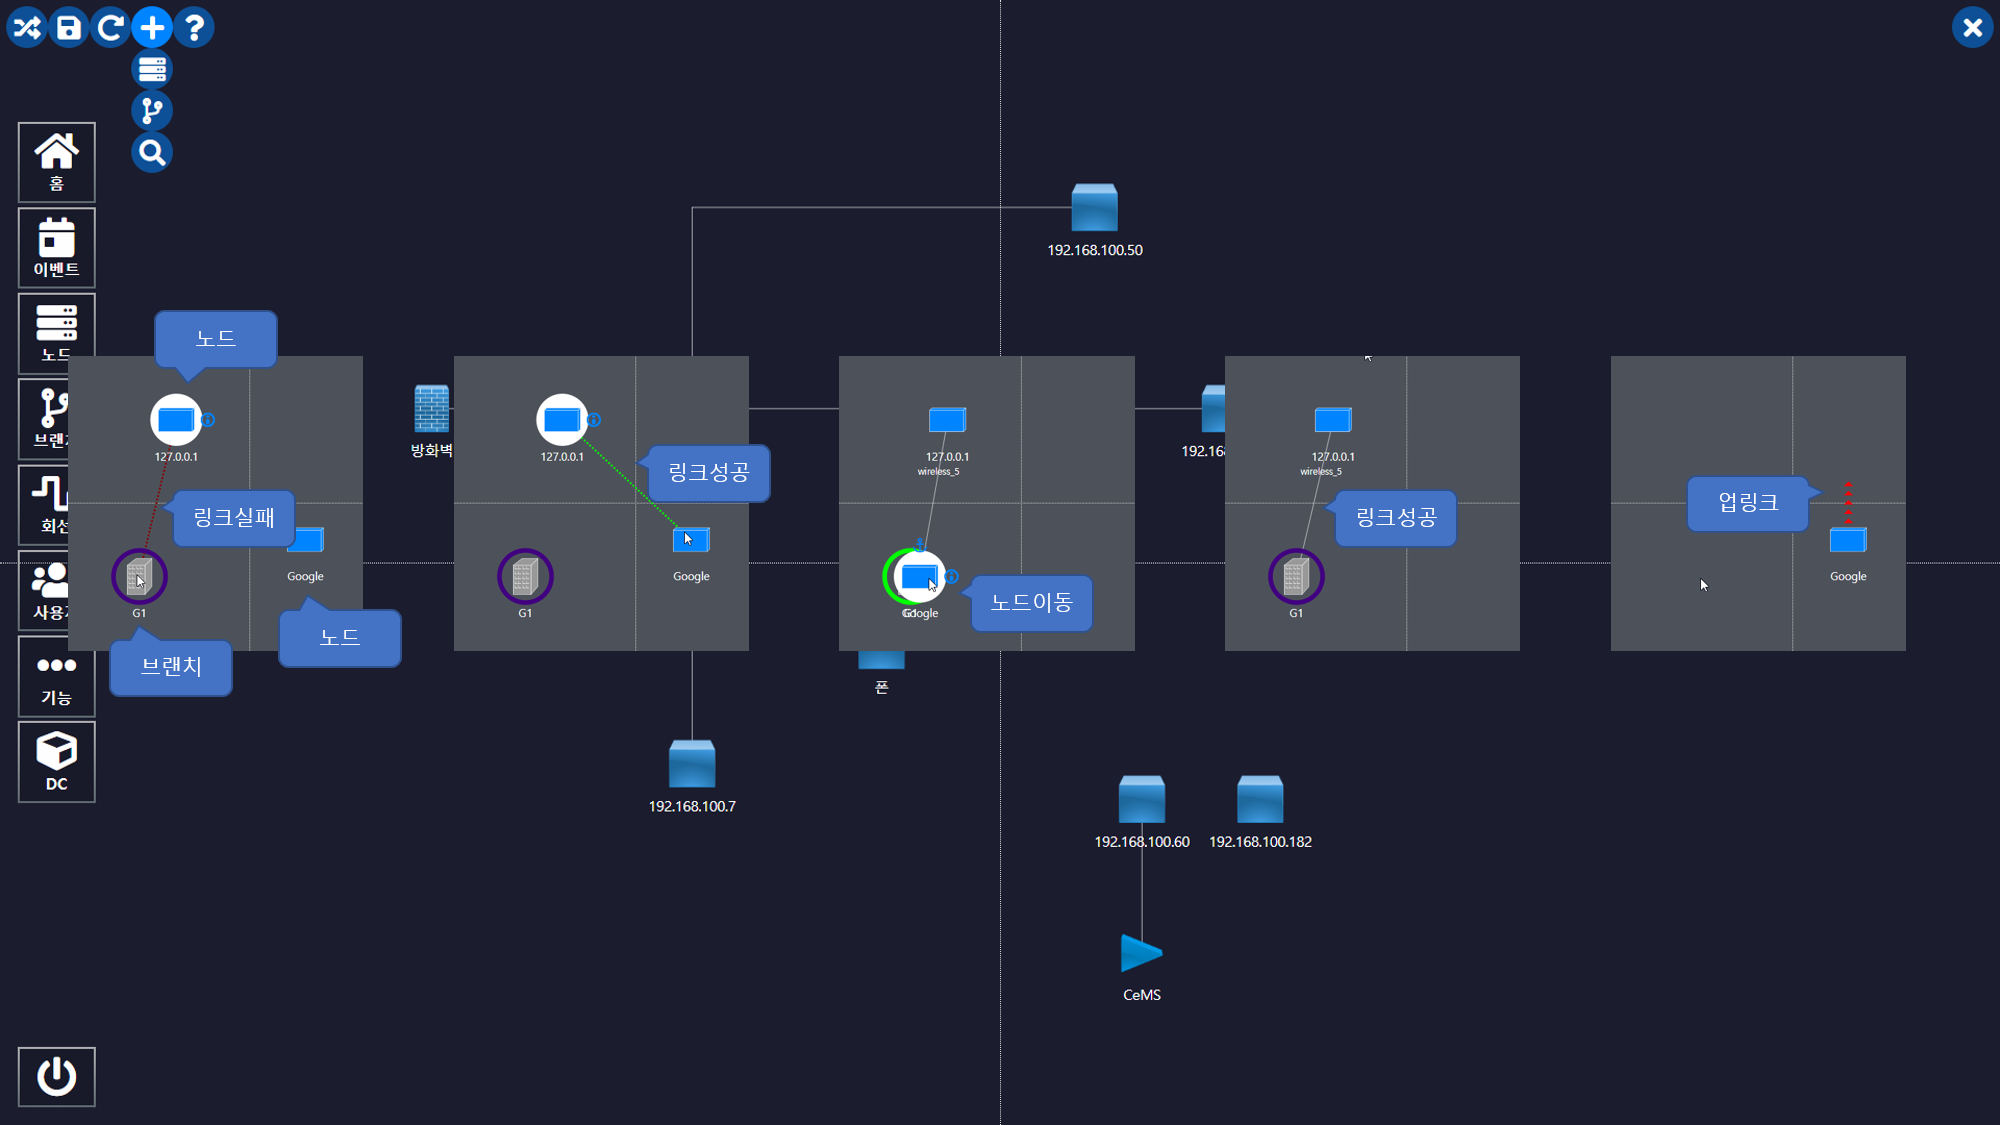 홈
이벤트
노드
브랜
회선
사용
기능
DC
192.168.100.50
노드
방화벽
192.16
127.0.0.1
링크실패
Google
G1
노드
브랜치
127.0.0.1
링크성공
Google
G1
127.0.0.1
wireless_5
Google
노드이동
127.0.0.1
wireless_5
링크성공
G1
업링크
Google
폰
192.168.100.7
192.168.100.60
192.168.100.182
CeMS